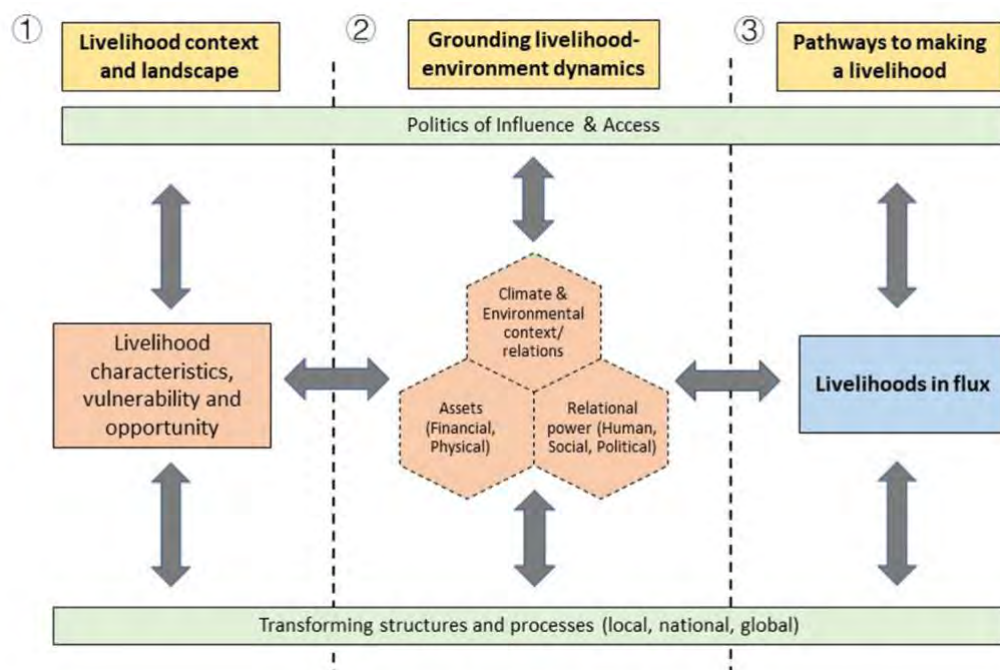 ①
Livelihood context
and landscape
②
Grounding livelihood-
environment dynamics
③
Pathways to making
a livelihood
Politics of Influence & Access
Livelihood
characteristics,
vulnerability and
opportunity
Climate &
Environmental
context/
relations
Assets
(Financial,
Physical)
Relational
power (Human,
Social, Political)
Livelihoods in flux
Transforming structures and processes (local, national, global)